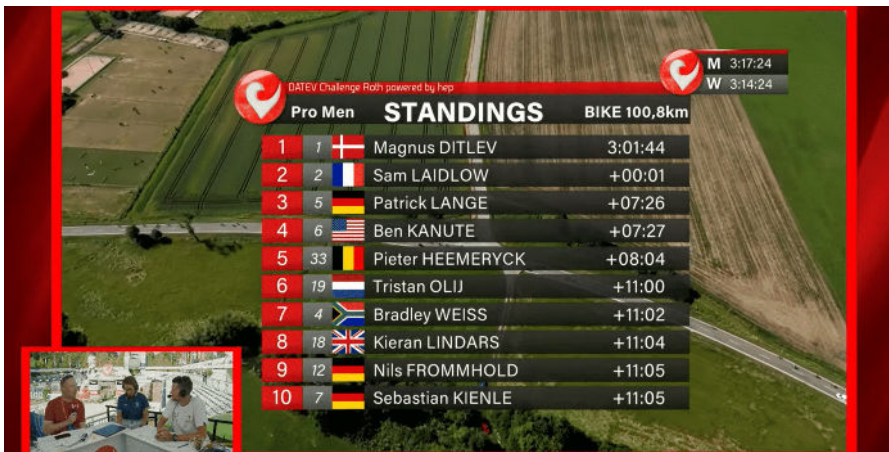 DATEV Challenge Roth powered by hep
M 3:17:24
W 3:14:24
Pro Men STANDINGS BIKE 100,8km
1 1 Magnus DITLEV 3:01:44
2 2 Sam LAIDLOW +00:01
3 5 Patrick LANGE +07:26
4 6 Ben KANUTE +07:27
5 33 Pieter HEEMERYCK +08:04
6 19 Tristan OLIJ +11:00
7 4 Bradley WEISS +11:02
8 18 Kieran LINDARS +11:04
9 12 Nils FROMMHOLD +11:05
10 7 Sebastian KIENLE +11:05